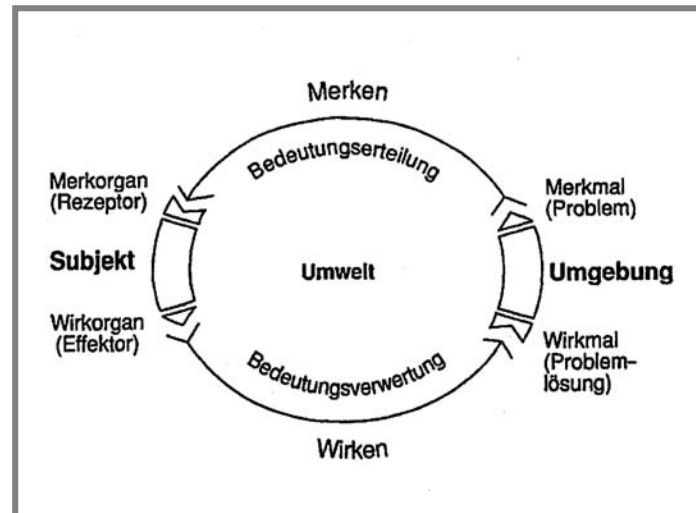 Merken
Bedeutungserteilung
Merkorgan
(Rezeptor)
Merkmal
(Problem)
Subjekt
Umwelt
Umgebung
Wirkorgan
(Effektor)
Wirkmal
(Problem-
lösung)
Bedeutungsverwertung
Wirken